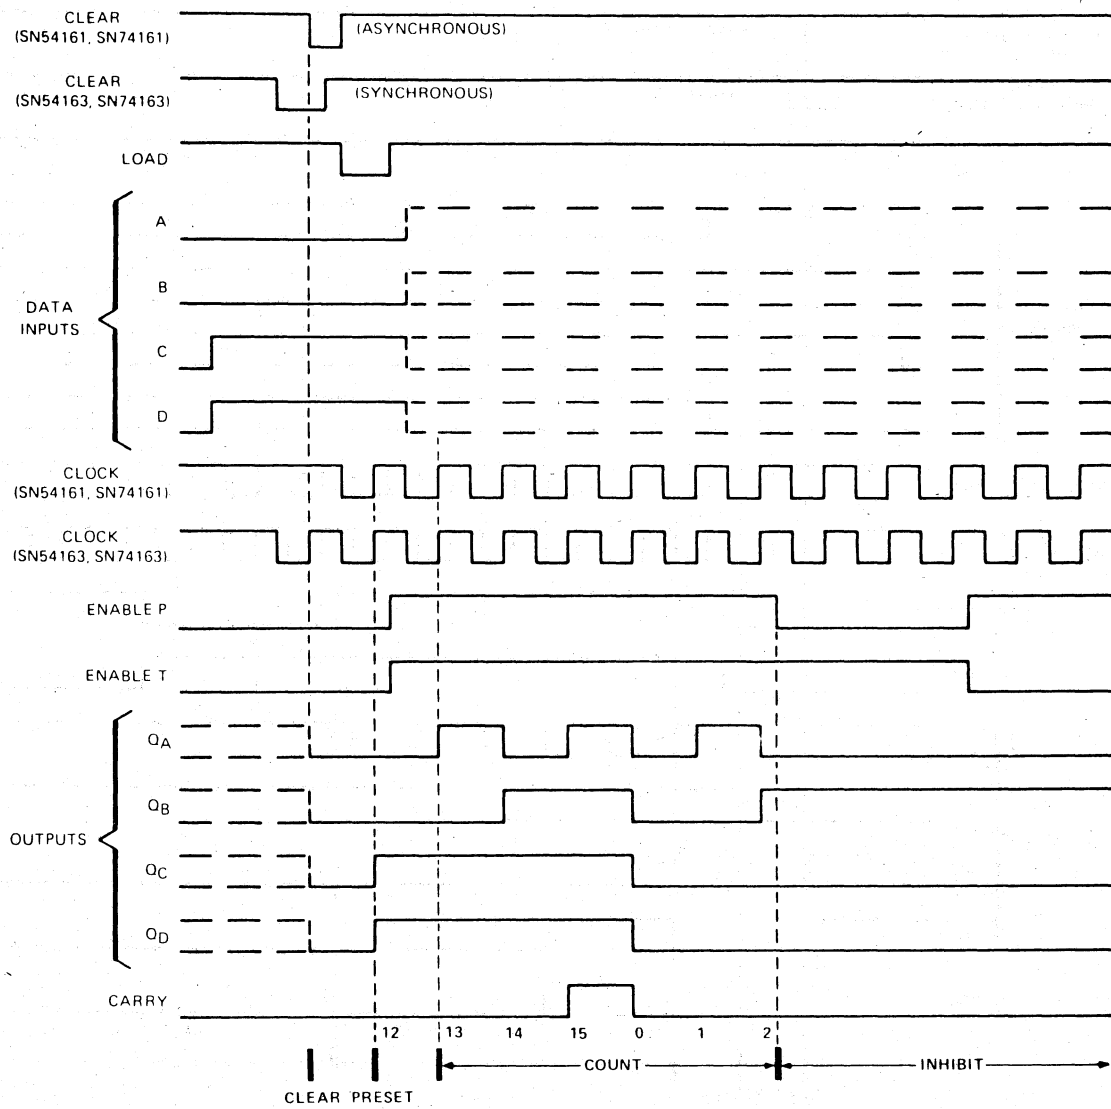 CLEAR
(SN54161, SN74161)
(ASYNCHRONOUS)
CLEAR
(SN54163, SN74163)
(SYNCHRONOUS)
LOAD
A
B
DATA
INPUTS
C
D
CLOCK
(SN54161, SN74161)
CLOCK
(SN54163, SN74163)
ENABLE P
ENABLE T
QA
QB
OUTPUTS
QC
QD
CARRY
12 13 14 15 0 1 2
COUNT INHIBIT
CLEAR PRESET